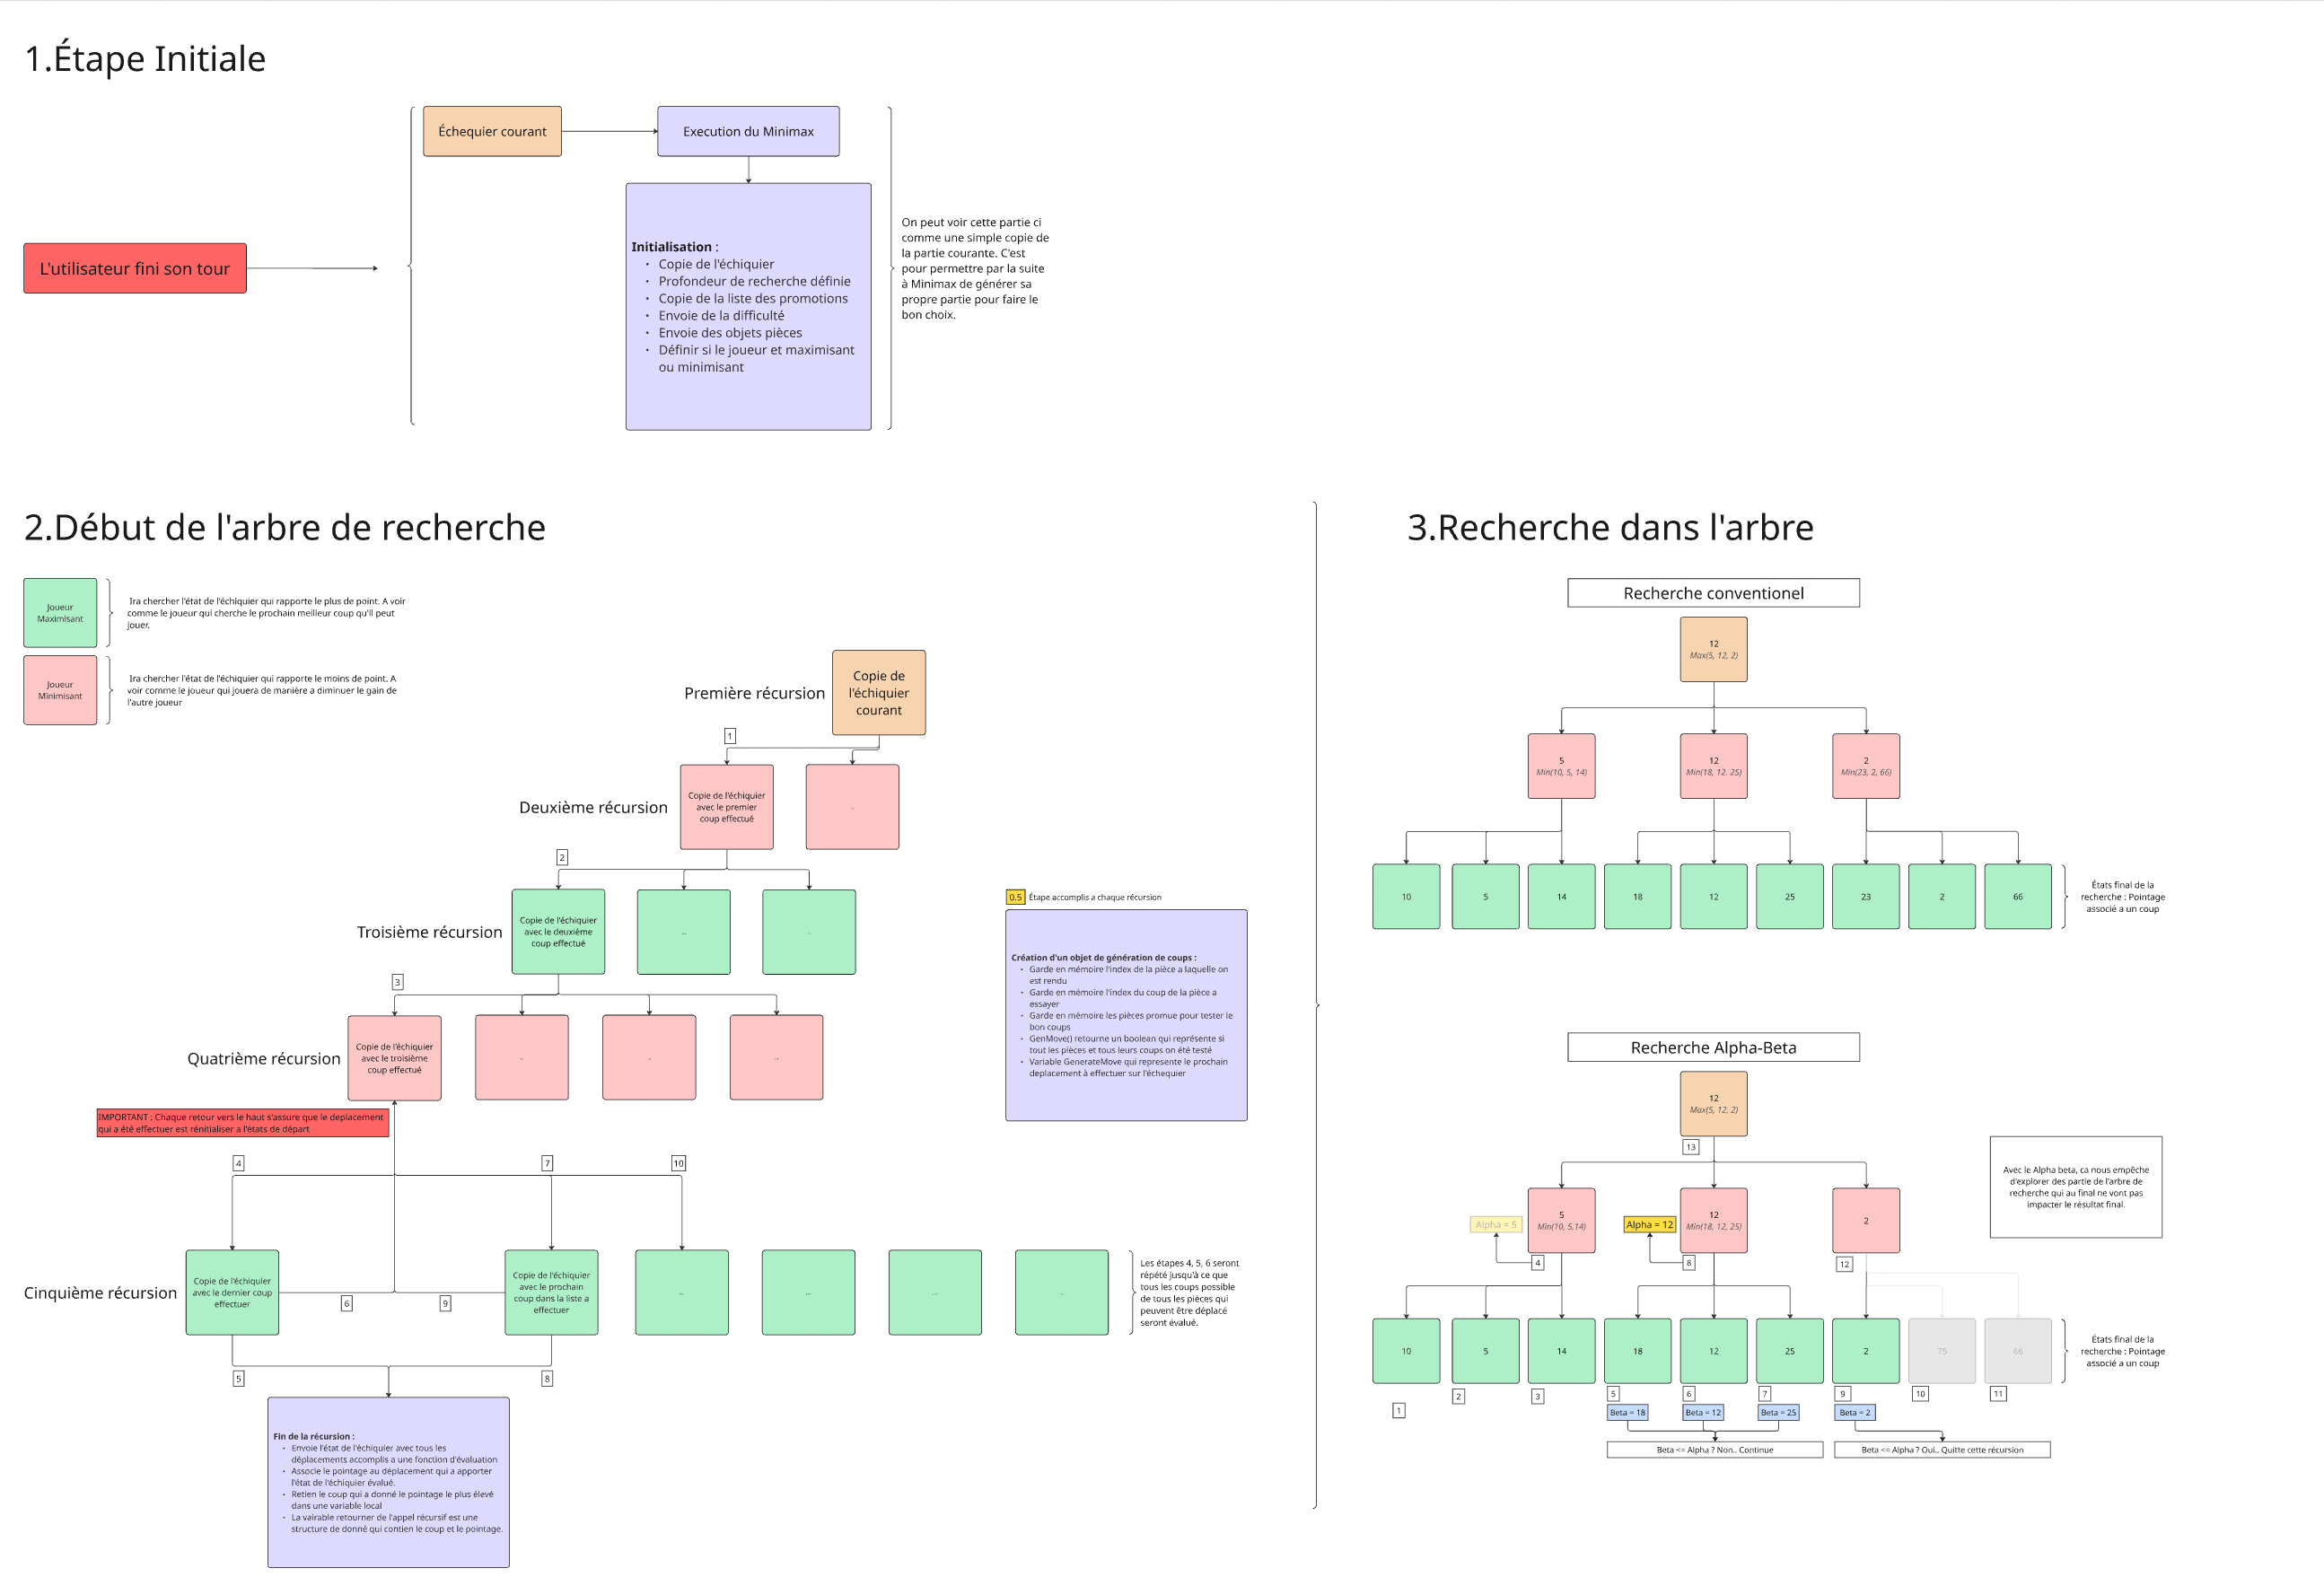 1.Étape Initiale
Échequier courant
Execution du Minimax
L'utilisateur fini son tour
Initialisation :
• Copie de l'échiquier
• Profondeur de recherche définie
• Copie de la liste des promotions
• Envoie de la difficulté
• Envoie des objets pièces
• Définir si le joueur et maximisant
ou minimisant
On peut voir cette partie ci
comme une simple copie de
la partie courante. C'est
pour permettre par la suite
à Minimax de générer sa
propre partie pour faire le
bon choix.
2.Début de l'arbre de recherche
Joueur
Maximisant
Ira chercher l'état de l'échiquier qui rapporte le plus de point. A voir
comme le joueur qui cherche le prochain meilleur coup qu'il peut
jouer.
Joueur
Minimisant
Ira chercher l'état de l'échiquier qui rapporte le moins de point. A
voir comme le joueur qui jouera de manière a diminuer le gain de
l'autre joueur
Première récursion
Copie de
l'échiquier
courant
1
Deuxième récursion
Copie de l'échiquier
avec le premier
coup effectué
..
2
Troisième récursion
Copie de l'échiquier
avec le deuxième
coup effectué
..
..
3
Quatrième récursion
Copie de l'échiquier
avec le troisième
coup effectué
..
..
..
IMPORTANT : Chaque retour vers le haut s'assure que le deplacement
qui a été effectuer est rénitialiser a l'états de départ
4
7
10
Cinquième récursion
Copie de l'échiquier
avec le dernier coup
effectuer
6
9
Copie de l'échiquier
avec le prochain
coup dans la liste a
effectuer
...
...
...
...
Les étapes 4, 5, 6 seront
répété jusqu'à ce que
tous les coups possible
de tous les pièces qui
peuvent être déplacé
seront évalué.
5
8
Fin de la récursion :
• Envoie l'état de l'échiquier avec tous les
déplacements accomplis a une fonction d'évaluation
• Associe le pointage au déplacement qui a apporter
l'état de l'échiquier évalué.
• Retien le coup qui a donné le pointage le plus élevé
dans une variable local
• La vairable retourner de l'appel récursif est une
structure de donné qui contien le coup et le pointage.
0.5 Étape accomplis a chaque récursion
Création d'un objet de génération de coups :
• Garde en mémoire l'index de la pièce a laquelle on
est rendu
• Garde en mémoire l'index du coup de la pièce a
essayer
• Garde en mémoire les pièces promue pour tester le
bon coups
• GenMove() retourne un boolean qui représente si
tout les pièces et tous leurs coups on été testé
• Variable GenerateMove qui represente le prochain
deplacement à effectuer sur l'échequier
3.Recherche dans l'arbre
Recherche conventionel
12
Max(5, 12, 2)
5
Min(10, 5, 14)
12
Min(18, 12. 25)
2
Min(23, 2, 66)
10
5
14
18
12
25
23
2
66
États final de la
recherche : Pointage
associé a un coup
Recherche Alpha-Beta
12
Max(5, 12, 2)
13
Avec le Alpha beta, ca nous empêche
d'explorer des partie de l'arbre de
recherche qui au final ne vont pas
impacter le résultat final.
Alpha = 5
5
Min(10, 5,14)
4
Alpha = 12
12
Min(18, 12, 25)
8
2
12
10
5
14
18
12
25
2
75
66
États final de la
recherche : Pointage
associé a un coup
1
2
3
5
6
7
9
10
11
Beta = 18
Beta = 12
Beta = 25
Beta = 2
Beta <= Alpha ? Non.. Continue
Beta <= Alpha ? Oui.. Quitte cette récursion